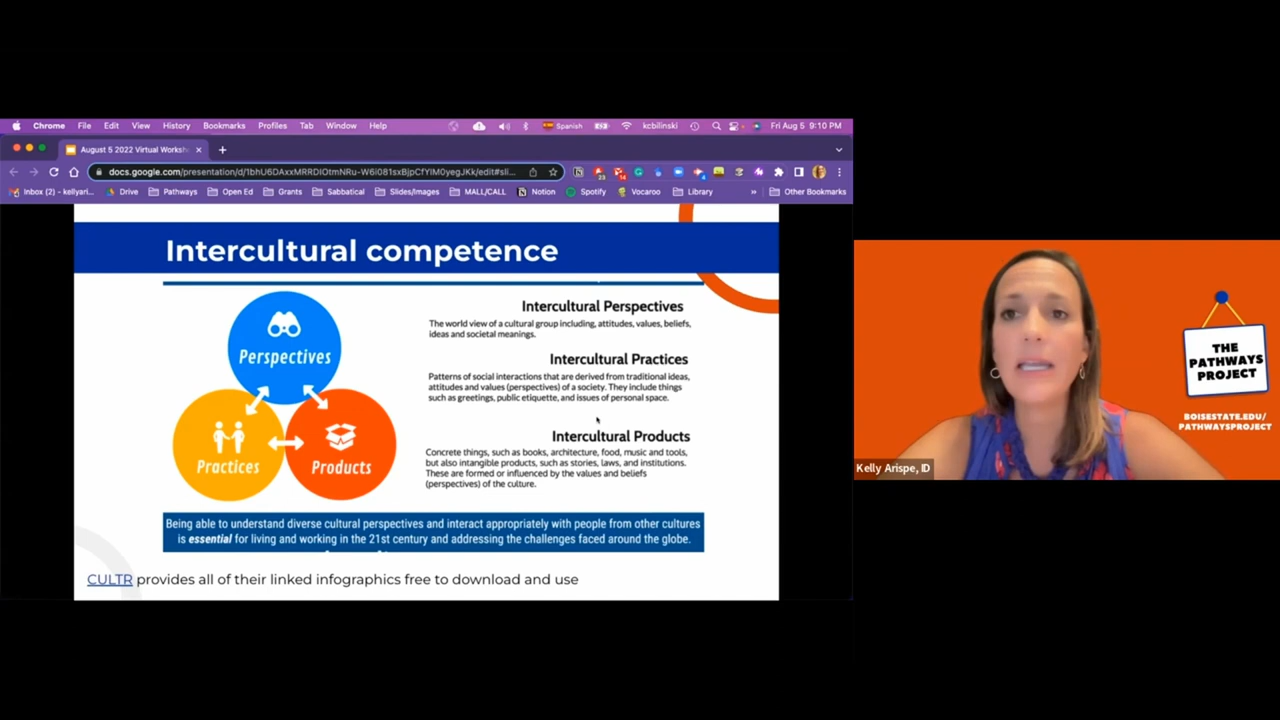 Chrome File Edit View History Bookmarks Profiles Tab Window Help Spanish kcbilinski Fri Aug 5 9:10 PM
August 5 2022 Virtual Worksh
Inbox (2) - kellyari... Drive Pathways Open Ed Grants Sabbatical Slides/Images MALL/CALL Notion Spotify Vocaroo Library » Other Bookmarks
Intercultural competence
Perspectives
Practices
Products
Intercultural Perspectives
The world view of a cultural group including, attitudes, values, beliefs,
ideas and societal meanings.
Intercultural Practices
Patterns of social interactions that are derived from traditional ideas,
attitudes and values (perspectives) of a society. They include things
such as greetings, public etiquette, and issues of personal space.
Intercultural Products
Concrete things, such as books, architecture, food, music and tools,
but also intangible products, such as stories, laws, and institutions.
These are formed or influenced by the values and beliefs
(perspectives) of the culture.
Being able to understand diverse cultural perspectives and interact appropriately with people from other cultures
is essential for living and working in the 21st century and addressing the challenges faced around the globe.
CULTR provides all of their linked infographics free to download and use
THE
PATHWAYS
PROJECT
BOISESTATE.EDU/
PATHWAYSPROJECT
Kelly Arispe, ID